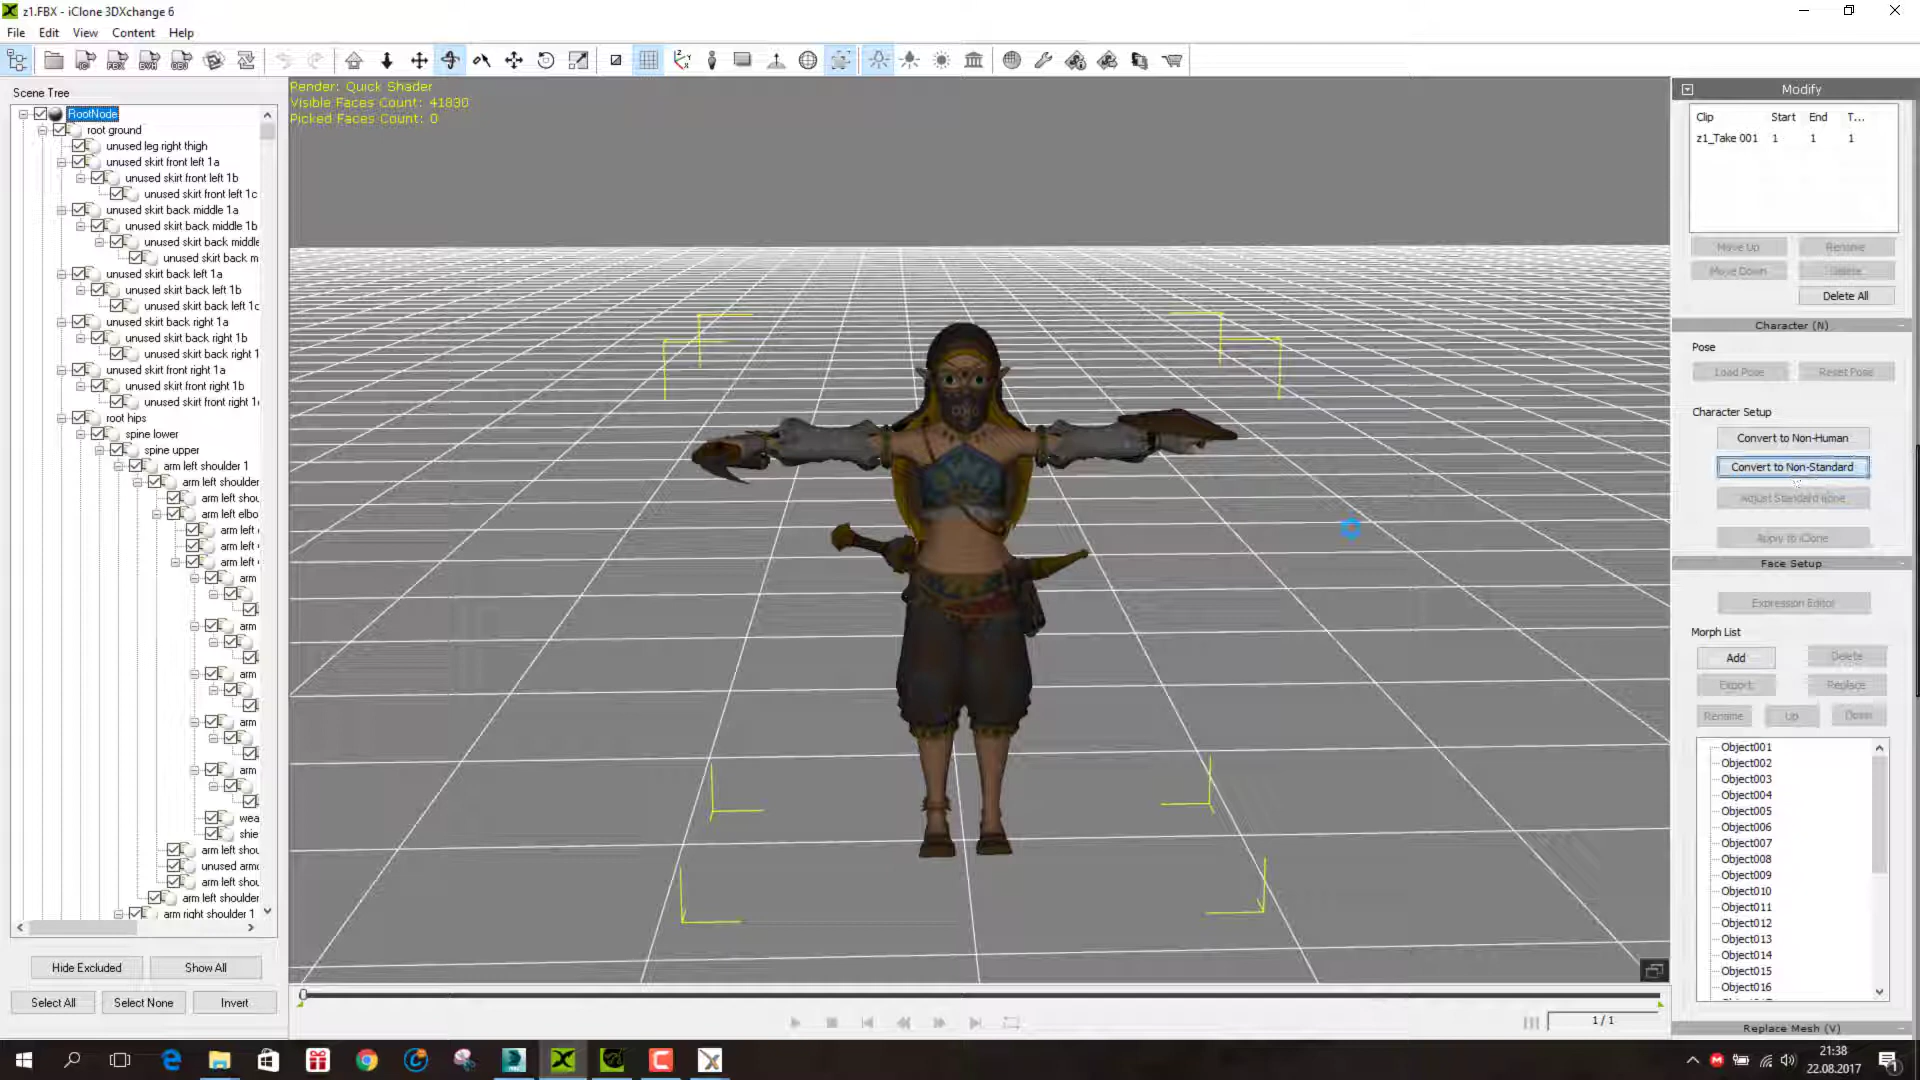 z1.FBX - iClone 3DXchange 6
File Edit View Content Help
Scene Tree
RootNode
root ground
unused leg right thigh
unused skirt front left 1a
unused skirt front left 1b
unused skirt front left 1c
unused skirt back middle 1a
unused skirt back middle 1b
unused skirt back middle
unused skirt back m
unused skirt back left 1a
unused skirt back left 1b
unused skirt back left 1c
unused skirt back right 1a
unused skirt back right 1b
unused skirt back right 1
unused skirt front right 1a
unused skirt front right 1b
unused skirt front right 1
root hips
spine lower
spine upper
arm left shoulder 1
arm left shoulder
arm left shou
arm left elbo
arm left
arm left
arm left
arm
arm
arm
arm
arm
wea
shie
arm left shou
unused armo
arm left shou
arm left shoulder
arm right shoulder 1
Hide Excluded Show All
Select All Select None Invert
Render: Quick Shader
Visible Faces Count: 41830
Picked Faces Count: 0
1 / 1
Modify
Clip Start End T...
z1_Take 001 1 1 1
Move Up Rename
Move Down Delete
Delete All
Character (N)
Pose
Load Pose Reset Pose
Character Setup
Convert to Non-Human
Convert to Non-Standard
Adjust Standard Bone
Apply to iClone
Face Setup
Expression Editor
Morph List
Add Delete
Export Replace
Rename Up Down
Object001
Object002
Object003
Object004
Object005
Object006
Object007
Object008
Object009
Object010
Object011
Object012
Object013
Object014
Object015
Object016
Replace Mesh (V)
21:38
22.08.2017